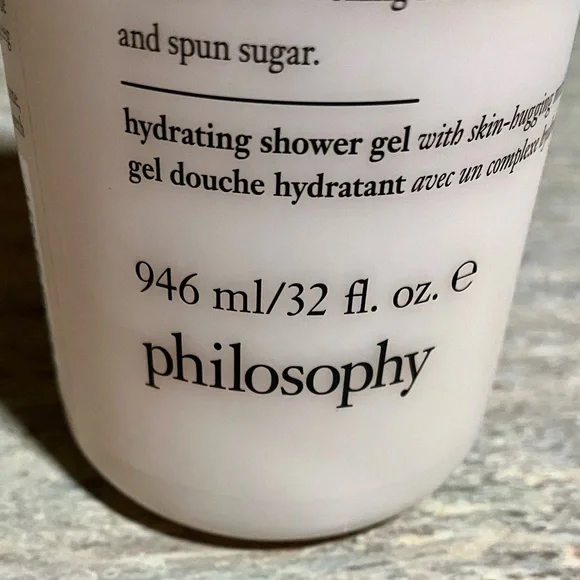 and spun sugar.
hydrating shower gel with skin-hugging
gel douche hydratant avec un complexe
946 ml/32 fl. oz. ℮
philosophy